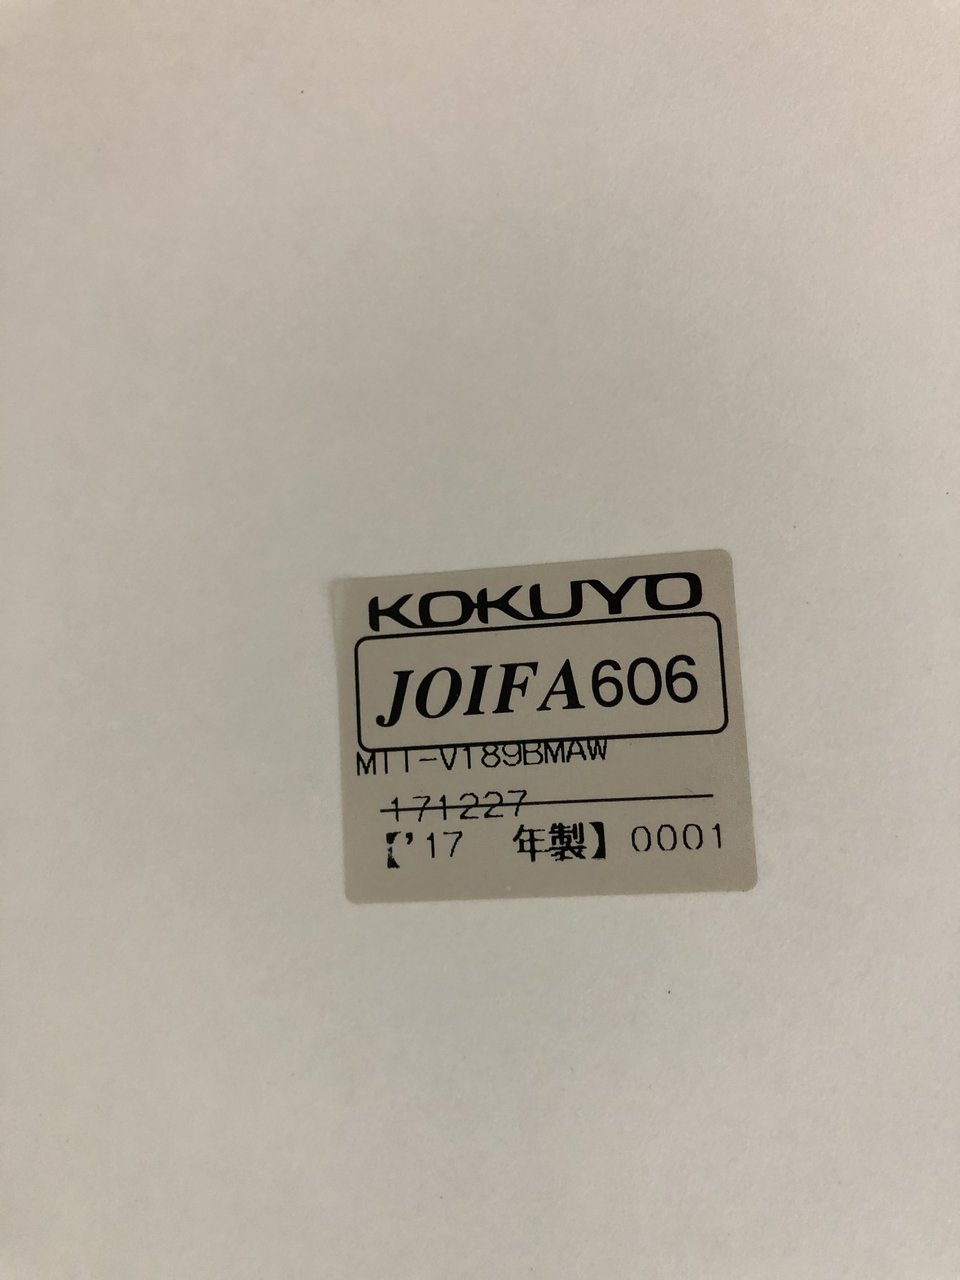 KOKUYO
JOIFA606
MTT-V189BMAW
171227
【'17 年製】0001